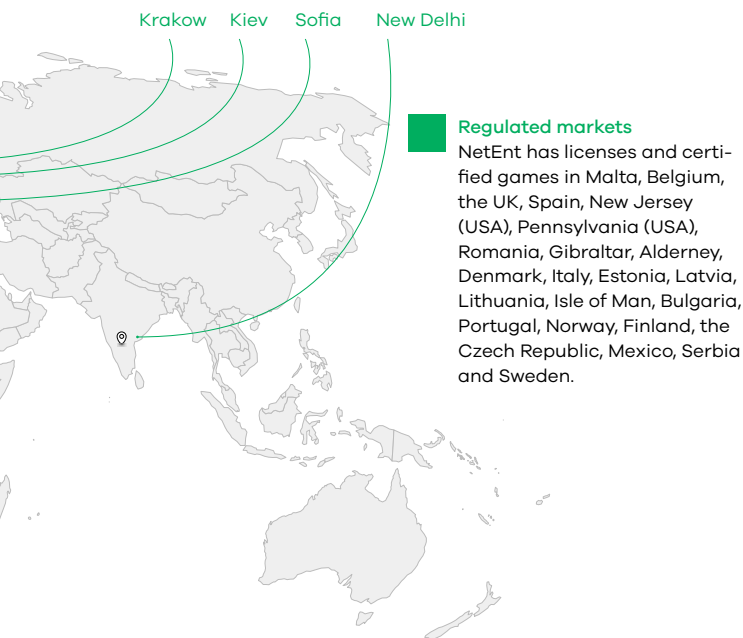 Krakow Kiev Sofia New Delhi
Regulated markets
NetEnt has licenses and certi-
fied games in Malta, Belgium,
the UK, Spain, New Jersey
(USA), Pennsylvania (USA),
Romania, Gibraltar, Alderney,
Denmark, Italy, Estonia, Latvia,
Lithuania, Isle of Man, Bulgaria,
Portugal, Norway, Finland, the
Czech Republic, Mexico, Serbia
and Sweden.